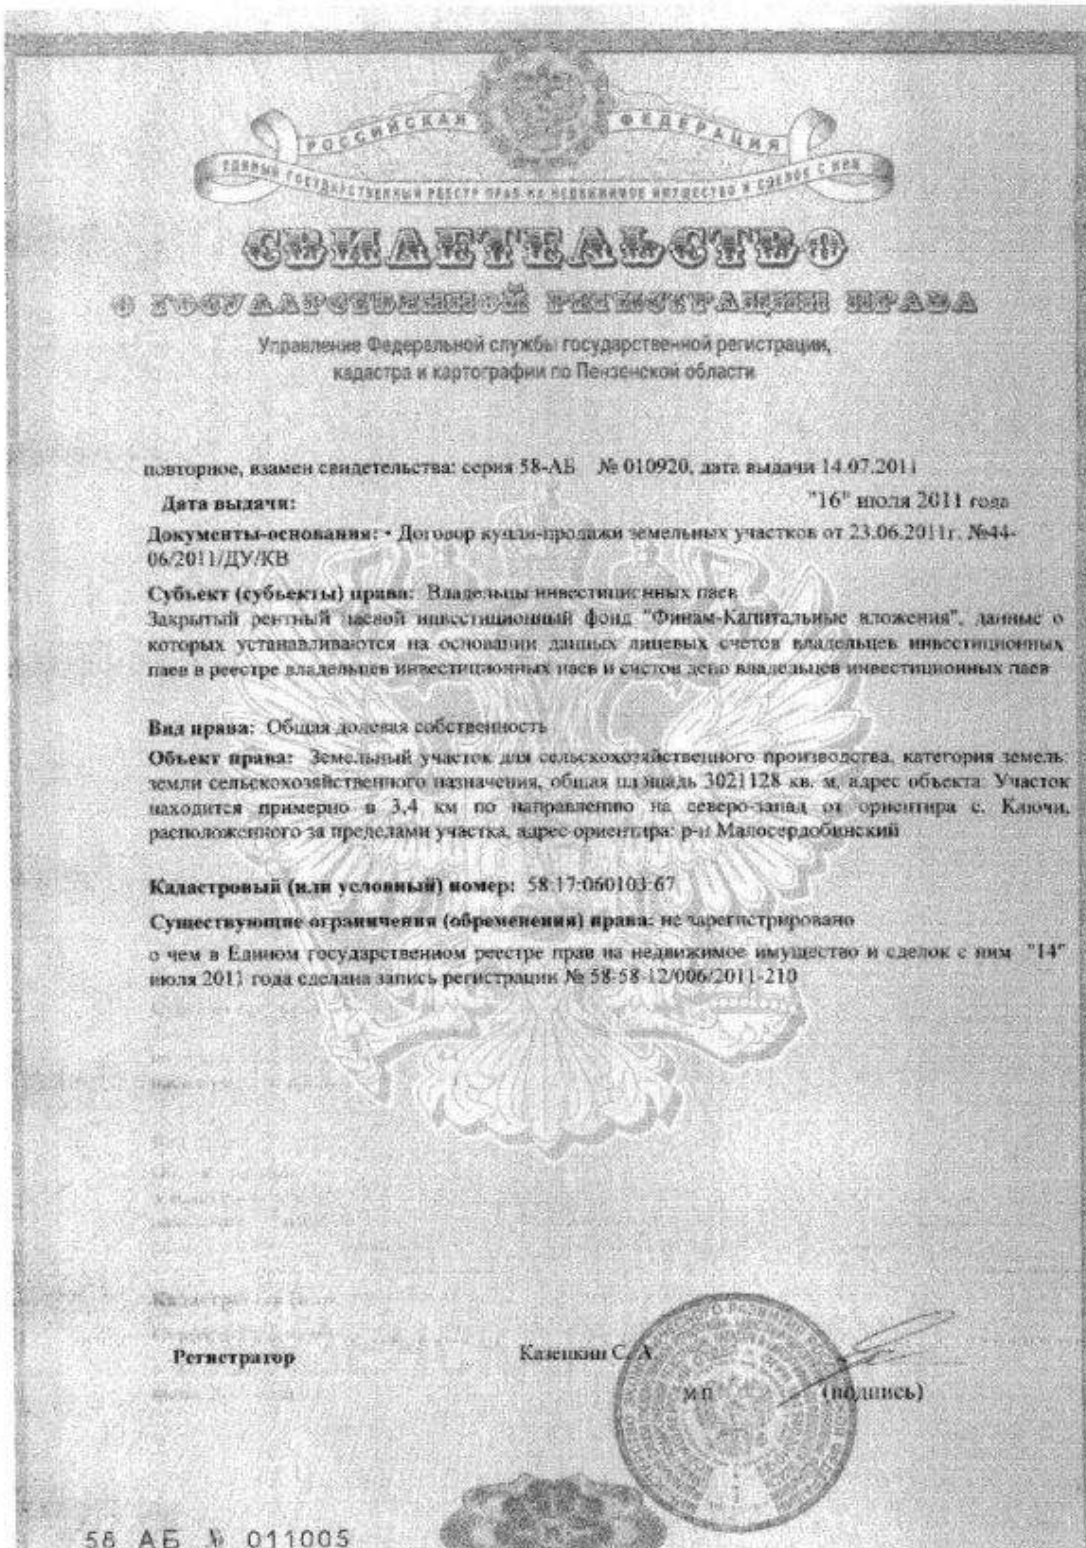 РОССИЙСКАЯ ФЕДЕРАЦИЯ
ЕДИНЫЙ ГОСУДАРСТВЕННЫЙ РЕЕСТР ПРАВ НА НЕДВИЖИМОЕ ИМУЩЕСТВО И СДЕЛОК С НИМ
СВИДЕТЕЛЬСТВО
О ГОСУДАРСТВЕННОЙ РЕГИСТРАЦИИ ПРАВА
Управление Федеральной службы государственной регистрации,
кадастра и картографии по Пензенской области
повторное, взамен свидетельства: серия 58-АБ № 010920, дата выдачи 14.07.2011
Дата выдачи: "16" июля 2011 года
Документы-основания: • Договор купли-продажи земельных участков от 23.06.2011г. №44-
06/2011/ДУ/КВ
Субъект (субъекты) права: Владельцы инвестиционных паев
Закрытый рентный паевой инвестиционный фонд "Финам-Капитальные вложения", данные о
которых устанавливаются на основании данных лицевых счетов владельцев инвестиционных
паев в реестре владельцев инвестиционных паев и счетов депо владельцев инвестиционных паев
Вид права: Общая долевая собственность
Объект права: Земельный участок для сельскохозяйственного производства, категория земель:
земли сельскохозяйственного назначения, общая площадь 3021128 кв. м, адрес объекта: Участок
находится примерно в 3,4 км по направлению на северо-запад от ориентира с. Ключи,
расположенного за пределами участка, адрес ориентира: р-н Малосердобинский
Кадастровый (или условный) номер: 58:17:060103:67
Существующие ограничения (обременения) права: не зарегистрировано
о чем в Едином государственном реестре прав на недвижимое имущество и сделок с ним "14"
июля 2011 года сделана запись регистрации № 58-58-12/006/2011-210
Регистратор Казенкин С. А.
м.п. (подпись)
58 АБ № 011005